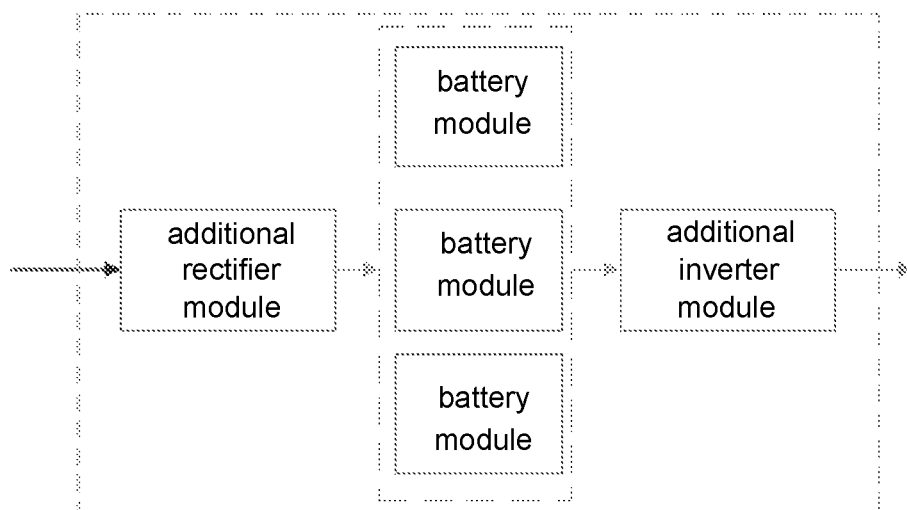 battery
module
additional
rectifier
module
battery
module
additional
inverter
module
battery
module